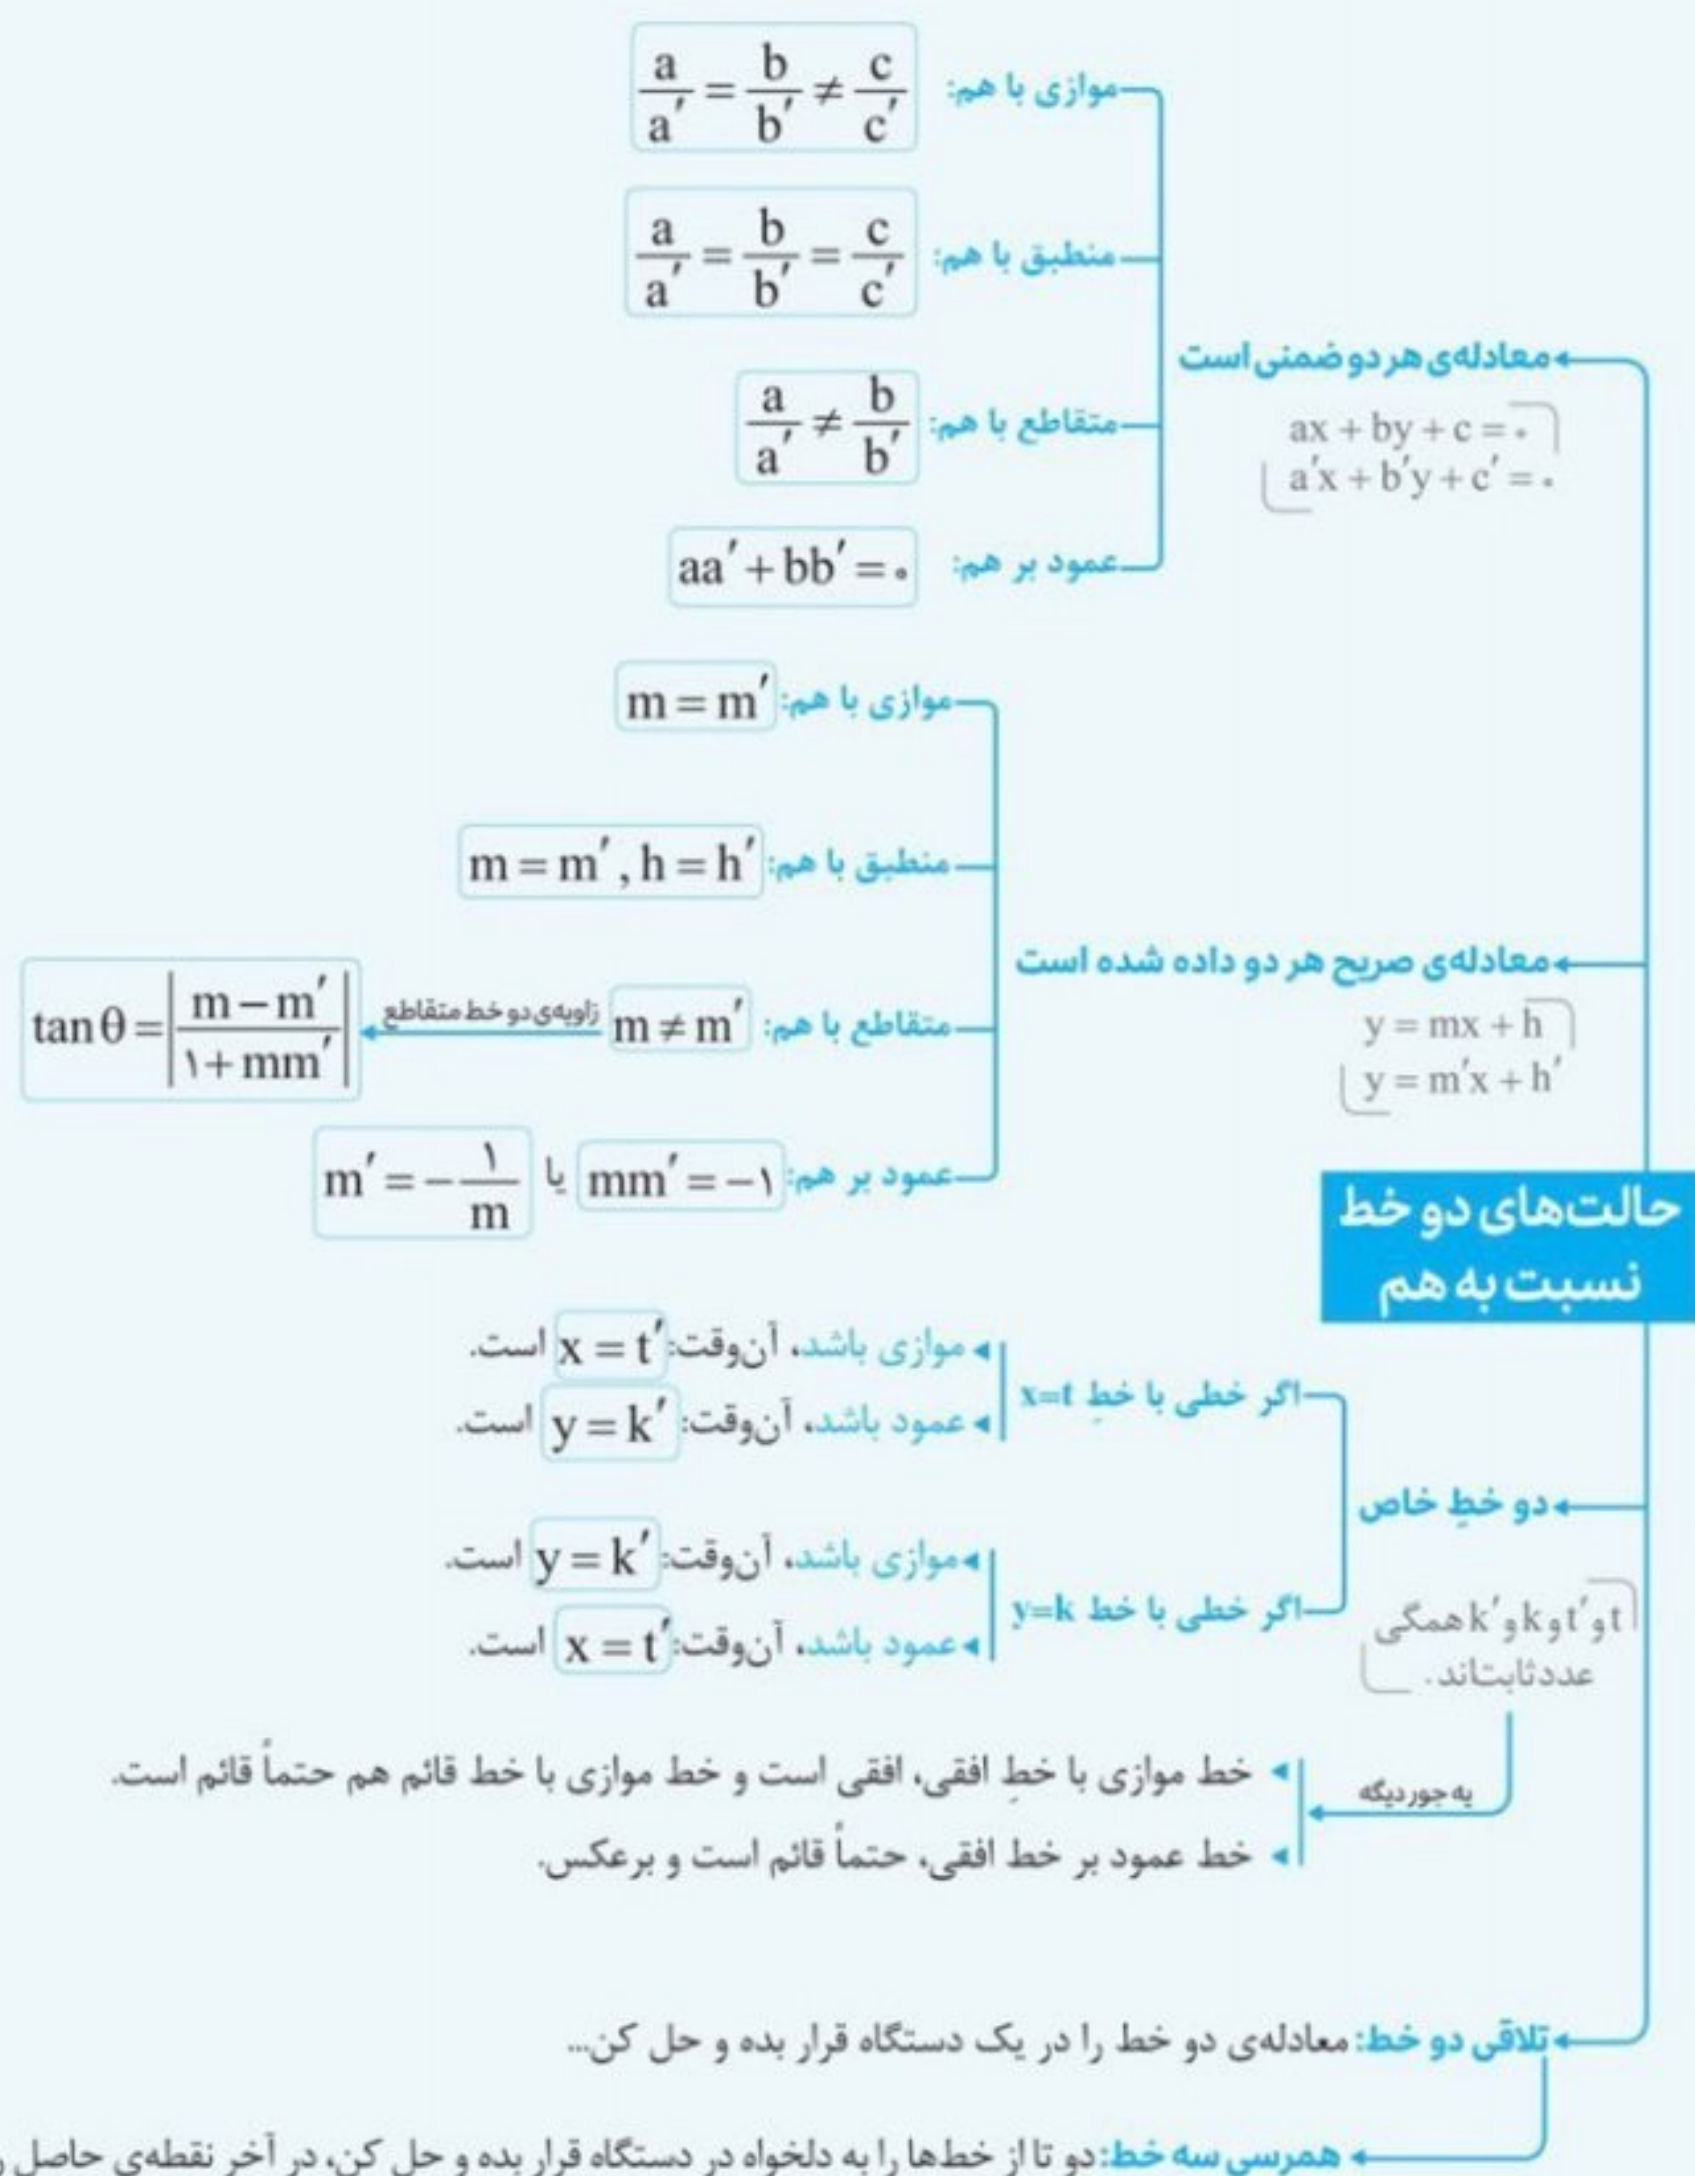 حالت‌های دو خط
نسبت به هم
معادله‌ی هر دو ضمنی است
ax + by + c = ۰
a′x + b′y + c′ = ۰
موازی با هم: a/a′ = b/b′ ≠ c/c′
منطبق با هم: a/a′ = b/b′ = c/c′
متقاطع با هم: a/a′ ≠ b/b′
عمود بر هم: aa′ + bb′ = ۰
معادله‌ی صریح هر دو داده شده است
y = mx + h
y = m′x + h′
موازی با هم: m = m′
منطبق با هم: m = m′ , h = h′
متقاطع با هم: m ≠ m′ زاویه‌ی دو خط متقاطع tan θ = |(m − m′)/(۱ + mm′)|
عمود بر هم: mm′ = −۱ یا m′ = −۱/m
دو خطِ خاص
t و t′ و k و k′ همگی
عدد ثابت‌اند.
اگر خطی با خطِ x=t
موازی باشد، آن‌وقت: x = t′ است.
عمود باشد، آن‌وقت: y = k′ است.
اگر خطی با خط y=k
موازی باشد، آن‌وقت: y = k′ است.
عمود باشد، آن‌وقت: x = t′ است.
یه جور دیگه
خط موازی با خطِ افقی، افقی است و خط موازی با خط قائم هم حتماً قائم است.
خط عمود بر خط افقی، حتماً قائم است و برعکس.
تلاقی دو خط: معادله‌ی دو خط را در یک دستگاه قرار بده و حل کن...
همرسی سه خط: دو تا از خط‌ها را به دلخواه در دستگاه قرار بده و حل کن، در آخر نقطه‌ی حاصل